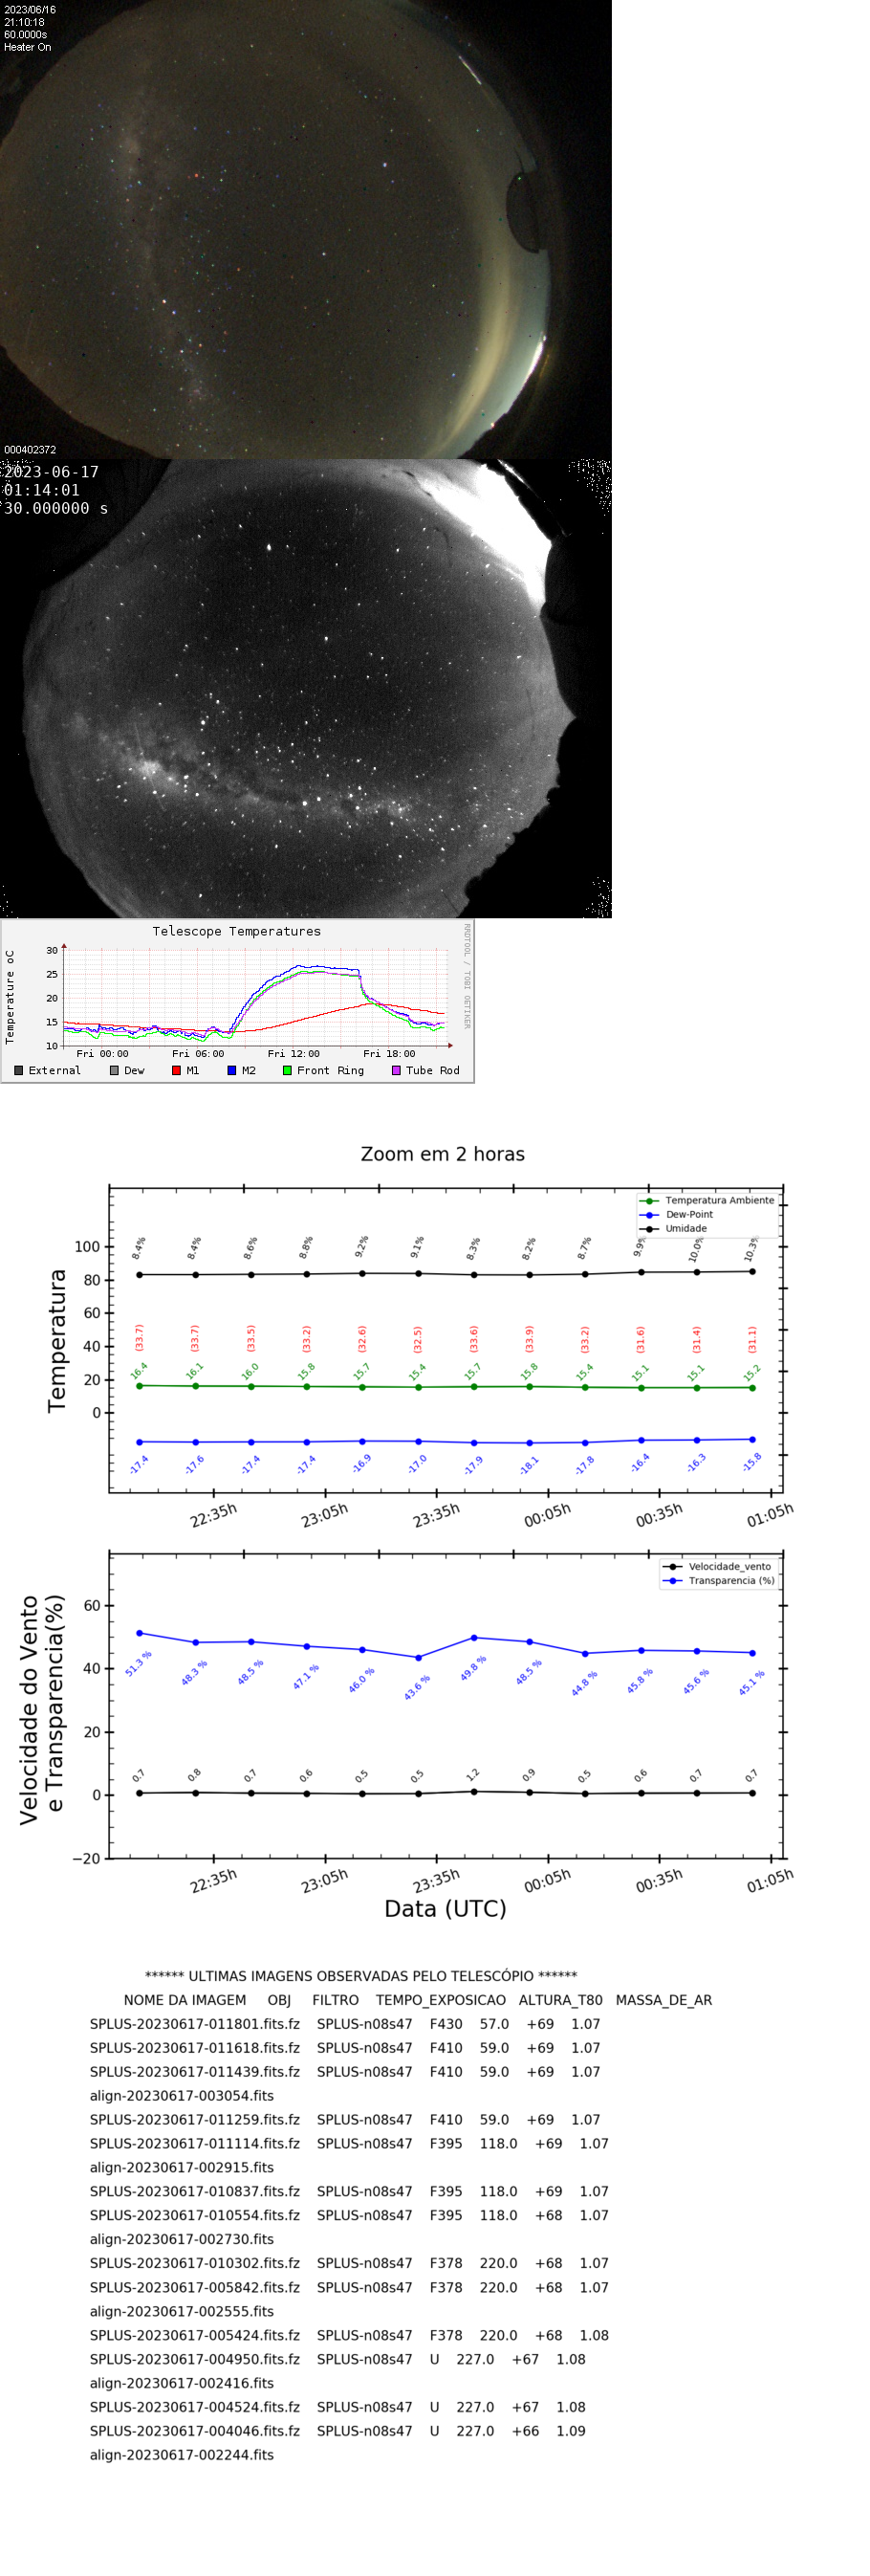 2023/06/16
21:10:18
60.0000s
Heater On
000402372
2023-06-17
01:14:01
30.000000 s
Telescope Temperatures
RRDTOOL / TOBI OETIKER
Temperature oC
30
25
20
15
10
Fri 00:00 Fri 06:00 Fri 12:00 Fri 18:00
External Dew M1 M2 Front Ring Tube Rod
Zoom em 2 horas
Temperatura Ambiente
Dew-Point
Umidade
8.4% 8.4% 8.6% 8.8% 9.2% 9.1% 8.3% 8.2% 8.7% 9.9% 10.0% 10.3%
Temperatura
100
80
60
40
20
0
(33.7) (33.7) (33.5) (33.2) (32.6) (32.5) (33.6) (33.9) (33.2) (31.6) (31.4) (31.1)
16.4 16.1 16.0 15.8 15.7 15.4 15.7 15.8 15.4 15.1 15.1 15.2
-17.4 -17.6 -17.4 -17.4 -16.9 -17.0 -17.9 -18.1 -17.8 -16.4 -16.3 -15.8
22:35h 23:05h 23:35h 00:05h 00:35h 01:05h
Velocidade_vento
Transparencia (%)
Velocidade do Vento
e Transparencia(%)
60
40
20
0
−20
51.3 % 48.3 % 48.5 % 47.1 % 46.0 % 43.6 % 49.8 % 48.5 % 44.8 % 45.8 % 45.6 % 45.1 %
0.7 0.8 0.7 0.6 0.5 0.5 1.2 0.9 0.5 0.6 0.7 0.7
22:35h 23:05h 23:35h 00:05h 00:35h 01:05h
Data (UTC)
****** ULTIMAS IMAGENS OBSERVADAS PELO TELESCÓPIO ******
NOME DA IMAGEM OBJ FILTRO TEMPO_EXPOSICAO ALTURA_T80 MASSA_DE_AR
SPLUS-20230617-011801.fits.fz SPLUS-n08s47 F430 57.0 +69 1.07
SPLUS-20230617-011618.fits.fz SPLUS-n08s47 F410 59.0 +69 1.07
SPLUS-20230617-011439.fits.fz SPLUS-n08s47 F410 59.0 +69 1.07
align-20230617-003054.fits
SPLUS-20230617-011259.fits.fz SPLUS-n08s47 F410 59.0 +69 1.07
SPLUS-20230617-011114.fits.fz SPLUS-n08s47 F395 118.0 +69 1.07
align-20230617-002915.fits
SPLUS-20230617-010837.fits.fz SPLUS-n08s47 F395 118.0 +69 1.07
SPLUS-20230617-010554.fits.fz SPLUS-n08s47 F395 118.0 +68 1.07
align-20230617-002730.fits
SPLUS-20230617-010302.fits.fz SPLUS-n08s47 F378 220.0 +68 1.07
SPLUS-20230617-005842.fits.fz SPLUS-n08s47 F378 220.0 +68 1.07
align-20230617-002555.fits
SPLUS-20230617-005424.fits.fz SPLUS-n08s47 F378 220.0 +68 1.08
SPLUS-20230617-004950.fits.fz SPLUS-n08s47 U 227.0 +67 1.08
align-20230617-002416.fits
SPLUS-20230617-004524.fits.fz SPLUS-n08s47 U 227.0 +67 1.08
SPLUS-20230617-004046.fits.fz SPLUS-n08s47 U 227.0 +66 1.09
align-20230617-002244.fits